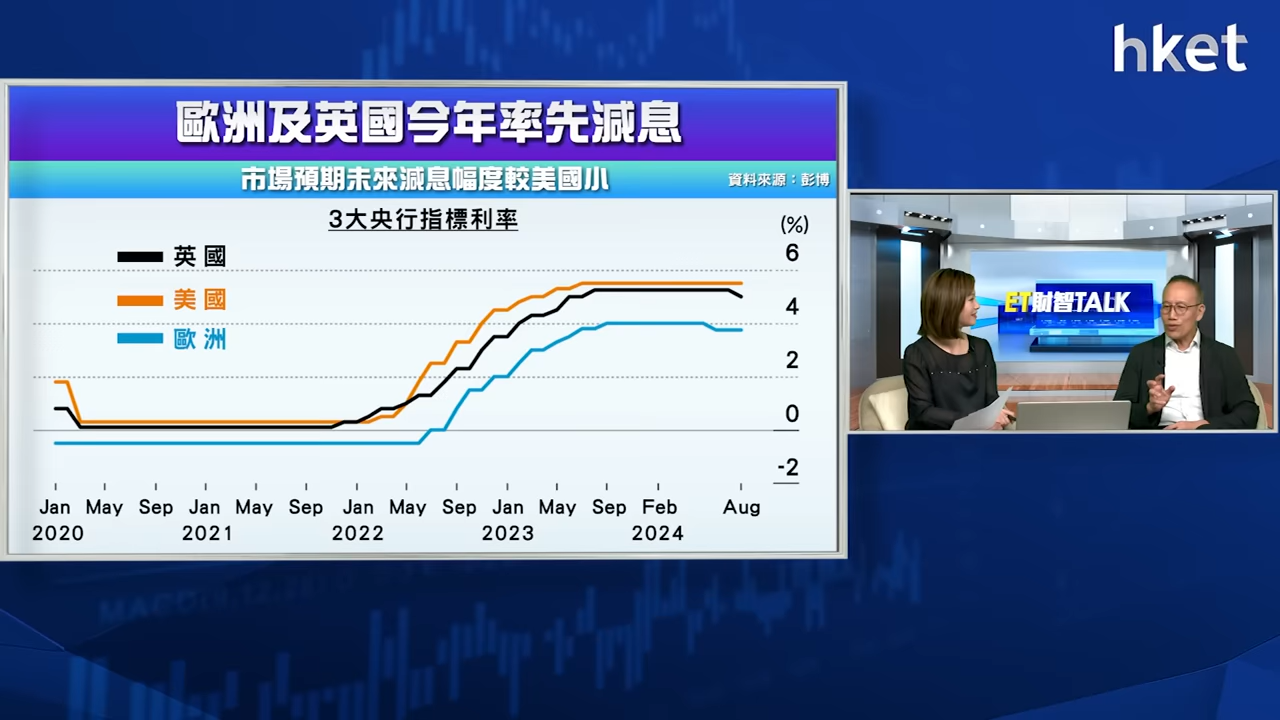 hket
歐洲及英國今年率先減息
市場預期未來減息幅度較美國小
資料來源：彭博
3大央行指標利率
(%)
英國
美國
歐洲
6
4
2
0
-2
Jan May Sep Jan May Sep Jan May Sep Jan May Sep Feb Aug
2020 2021 2022 2023 2024
ET財智TALK